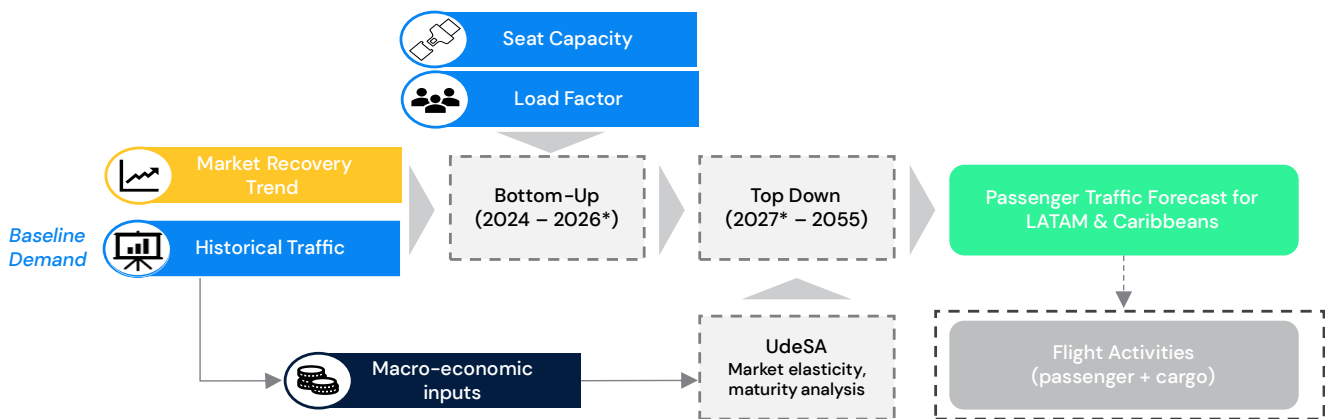 Seat Capacity
Load Factor
Market Recovery
Trend
Baseline
Demand
Historical Traffic
Bottom-Up
(2024 – 2026*)
Top Down
(2027* – 2055)
Passenger Traffic Forecast for
LATAM & Caribbeans
Macro-economic
inputs
UdeSA
Market elasticity,
maturity analysis
Flight Activities
(passenger + cargo)